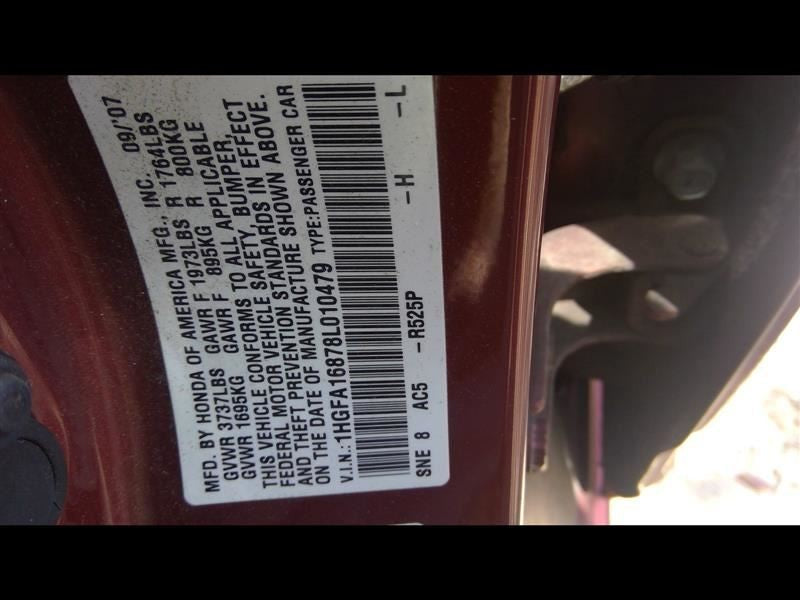 MFD. BY HONDA OF AMERICA MFG., INC. 09/'07
GVWR 3737LBS GAWR F 1973LBS R 1764LBS
GVWR 1695KG GAWR F 895KG R 800KG
THIS VEHICLE CONFORMS TO ALL APPLICABLE
FEDERAL MOTOR VEHICLE SAFETY, BUMPER,
AND THEFT PREVENTION STANDARDS IN EFFECT
ON THE DATE OF MANUFACTURE SHOWN ABOVE.
V.I.N.: 1HGFA16878L010479 TYPE:PASSENGER CAR
SNE 8 AC5 -R525P -H -L